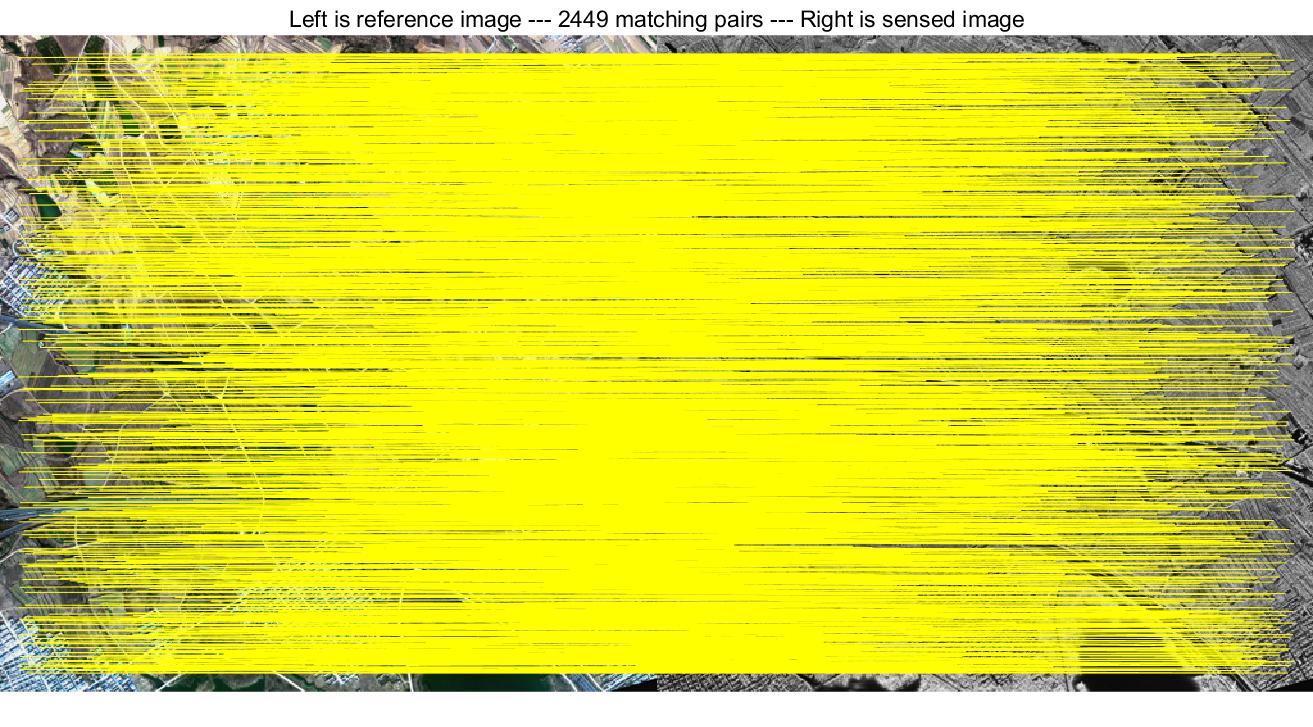 Left is reference image --- 2449 matching pairs --- Right is sensed image